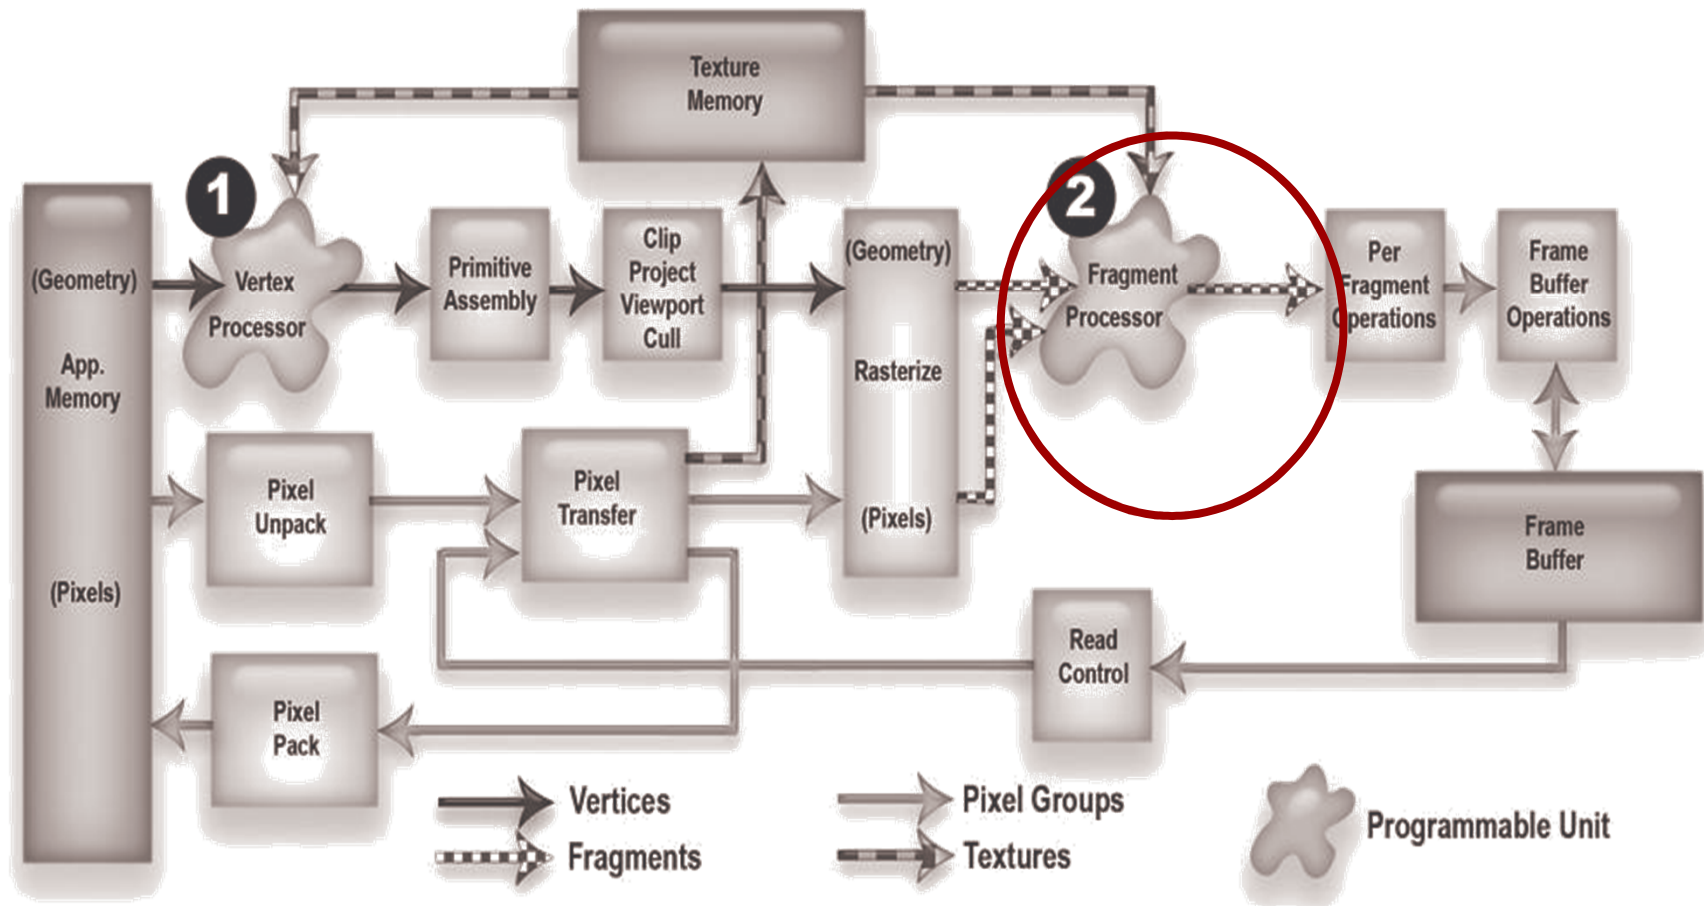 Texture
Memory
1
2
(Geometry)
App.
Memory
(Pixels)
Vertex
Processor
Primitive
Assembly
Clip
Project
Viewport
Cull
(Geometry)
Rasterize
(Pixels)
Fragment
Processor
Per
Fragment
Operations
Frame
Buffer
Operations
Pixel
Unpack
Pixel
Transfer
Frame
Buffer
Read
Control
Pixel
Pack
Vertices
Fragments
Pixel Groups
Textures
Programmable Unit